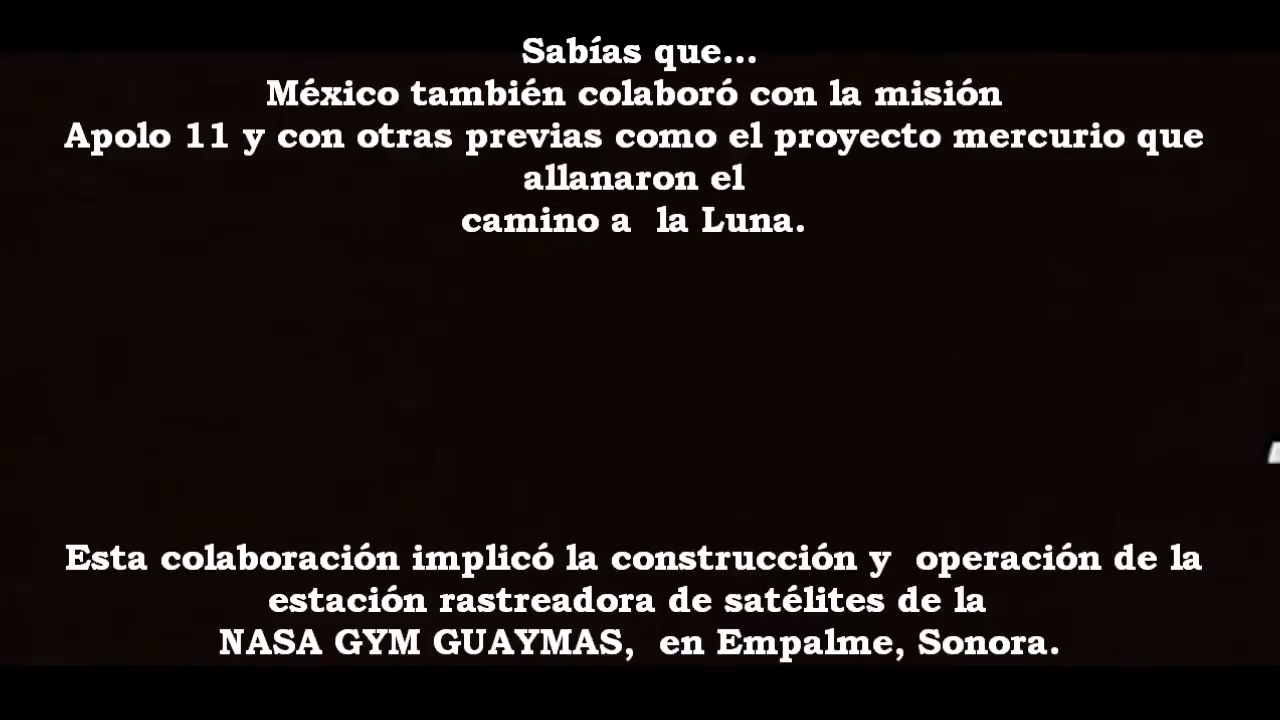 Sabías que...
México también colaboró con la misión
Apolo 11 y con otras previas como el proyecto mercurio que
allanaron el
camino a  la Luna.
Esta colaboración implicó la construcción y  operación de la
estación rastreadora de satélites de la
NASA GYM GUAYMAS,  en Empalme, Sonora.